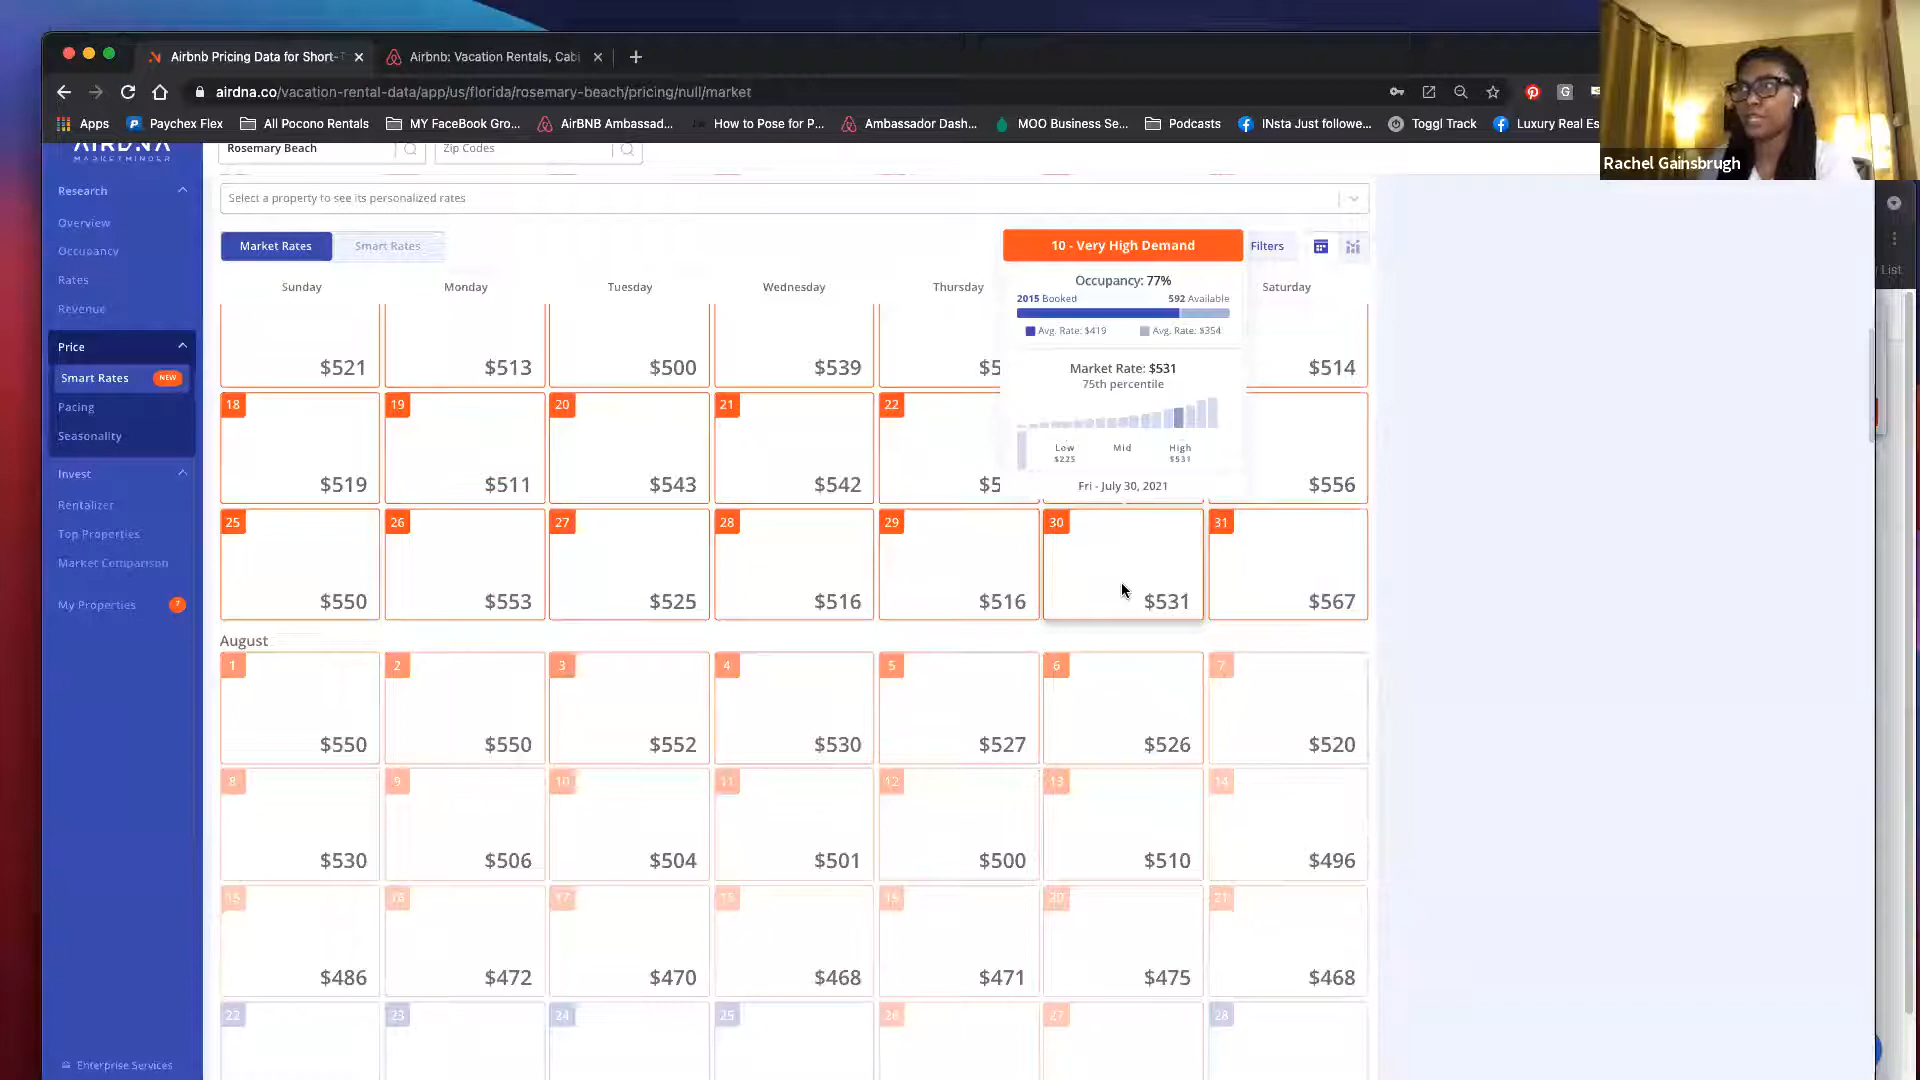 Airbnb Pricing Data for Short-T
Airbnb: Vacation Rentals, Cabi
airdna.co/vacation-rental-data/app/us/florida/rosemary-beach/pricing/null/market
Apps
Paychex Flex
All Pocono Rentals
MY FaceBook Gro...
AirBNB Ambassad...
How to Pose for P...
Ambassador Dash...
MOO Business Se...
Podcasts
INsta Just followe...
Toggl Track
Luxury Real Es
Rachel Gainsbrugh
AIRDNA
MARKETMINDER
Rosemary Beach
Zip Codes
Research
Overview
Occupancy
Rates
Revenue
Price
Smart Rates NEW
Pacing
Seasonality
Invest
Rentalizer
Top Properties
Market Comparison
My Properties 7
Enterprise Services
Select a property to see its personalized rates
Market Rates
Smart Rates
Filters
List
10 - Very High Demand
Occupancy: 77%
2015 Booked
592 Available
Avg. Rate: $419
Avg. Rate: $354
Market Rate: $531
75th percentile
Low
Mid
High
$225
$531
Fri - July 30, 2021
Sunday Monday Tuesday Wednesday Thursday Saturday
$521 $513 $500 $539 $5 $514
18 19 20 21 22
$519 $511 $543 $542 $5 $556
25 26 27 28 29 30 31
$550 $553 $525 $516 $516 $531 $567
August
1 2 3 4 5 6 7
$550 $550 $552 $530 $527 $526 $520
8 9 10 11 12 13 14
$530 $506 $504 $501 $500 $510 $496
15 16 17 18 19 20 21
$486 $472 $470 $468 $471 $475 $468
22 23 24 25 26 27 28